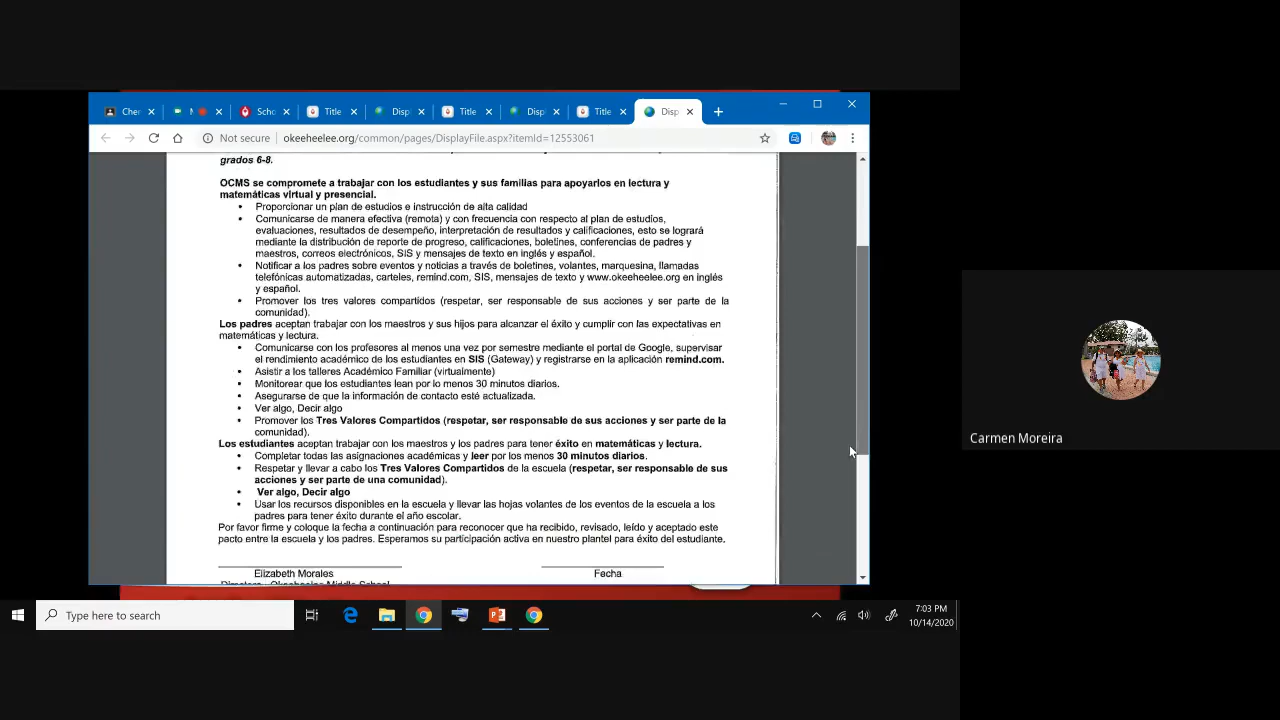 Che
M
Scho
Title
Displ
Title
Disp
Title
Disp
Not secure
okeeheelee.org/common/pages/DisplayFile.aspx?itemId=12553061
grados 6-8.
OCMS se compromete a trabajar con los estudiantes y sus familias para apoyarlos en lectura y
matemáticas virtual y presencial.
• Proporcionar un plan de estudios e instrucción de alta calidad
• Comunicarse de manera efectiva (remota) y con frecuencia con respecto al plan de estudios,
evaluaciones, resultados de desempeño, interpretación de resultados y calificaciones, esto se logrará
mediante la distribución de reporte de progreso, calificaciones, boletines, conferencias de padres y
maestros, correos electrónicos, SIS y mensajes de texto en inglés y español.
• Notificar a los padres sobre eventos y noticias a través de boletines, volantes, marquesina, llamadas
telefónicas automatizadas, carteles, remind.com, SIS, mensajes de texto y www.okeeheelee.org en inglés
y español.
• Promover los tres valores compartidos (respetar, ser responsable de sus acciones y ser parte de la
comunidad).
Los padres aceptan trabajar con los maestros y sus hijos para alcanzar el éxito y cumplir con las expectativas en
matemáticas y lectura.
• Comunicarse con los profesores al menos una vez por semestre mediante el portal de Google, supervisar
el rendimiento académico de los estudiantes en SIS (Gateway) y registrarse en la aplicación remind.com.
• Asistir a los talleres Académico Familiar (virtualmente)
• Monitorear que los estudiantes lean por lo menos 30 minutos diarios.
• Asegurarse de que la información de contacto esté actualizada.
• Ver algo, Decir algo
• Promover los Tres Valores Compartidos (respetar, ser responsable de sus acciones y ser parte de la
comunidad).
Los estudiantes aceptan trabajar con los maestros y los padres para tener éxito en matemáticas y lectura.
• Completar todas las asignaciones académicas y leer por los menos 30 minutos diarios.
• Respetar y llevar a cabo los Tres Valores Compartidos de la escuela (respetar, ser responsable de sus
acciones y ser parte de una comunidad).
• Ver algo, Decir algo
• Usar los recursos disponibles en la escuela y llevar las hojas volantes de los eventos de la escuela a los
padres para tener éxito durante el año escolar.
Por favor firme y coloque la fecha a continuación para reconocer que ha recibido, revisado, leído y aceptado este
pacto entre la escuela y los padres. Esperamos su participación activa en nuestro plantel para éxito del estudiante.
Elizabeth Morales
Fecha
Carmen Moreira
Type here to search
7:03 PM
10/14/2020